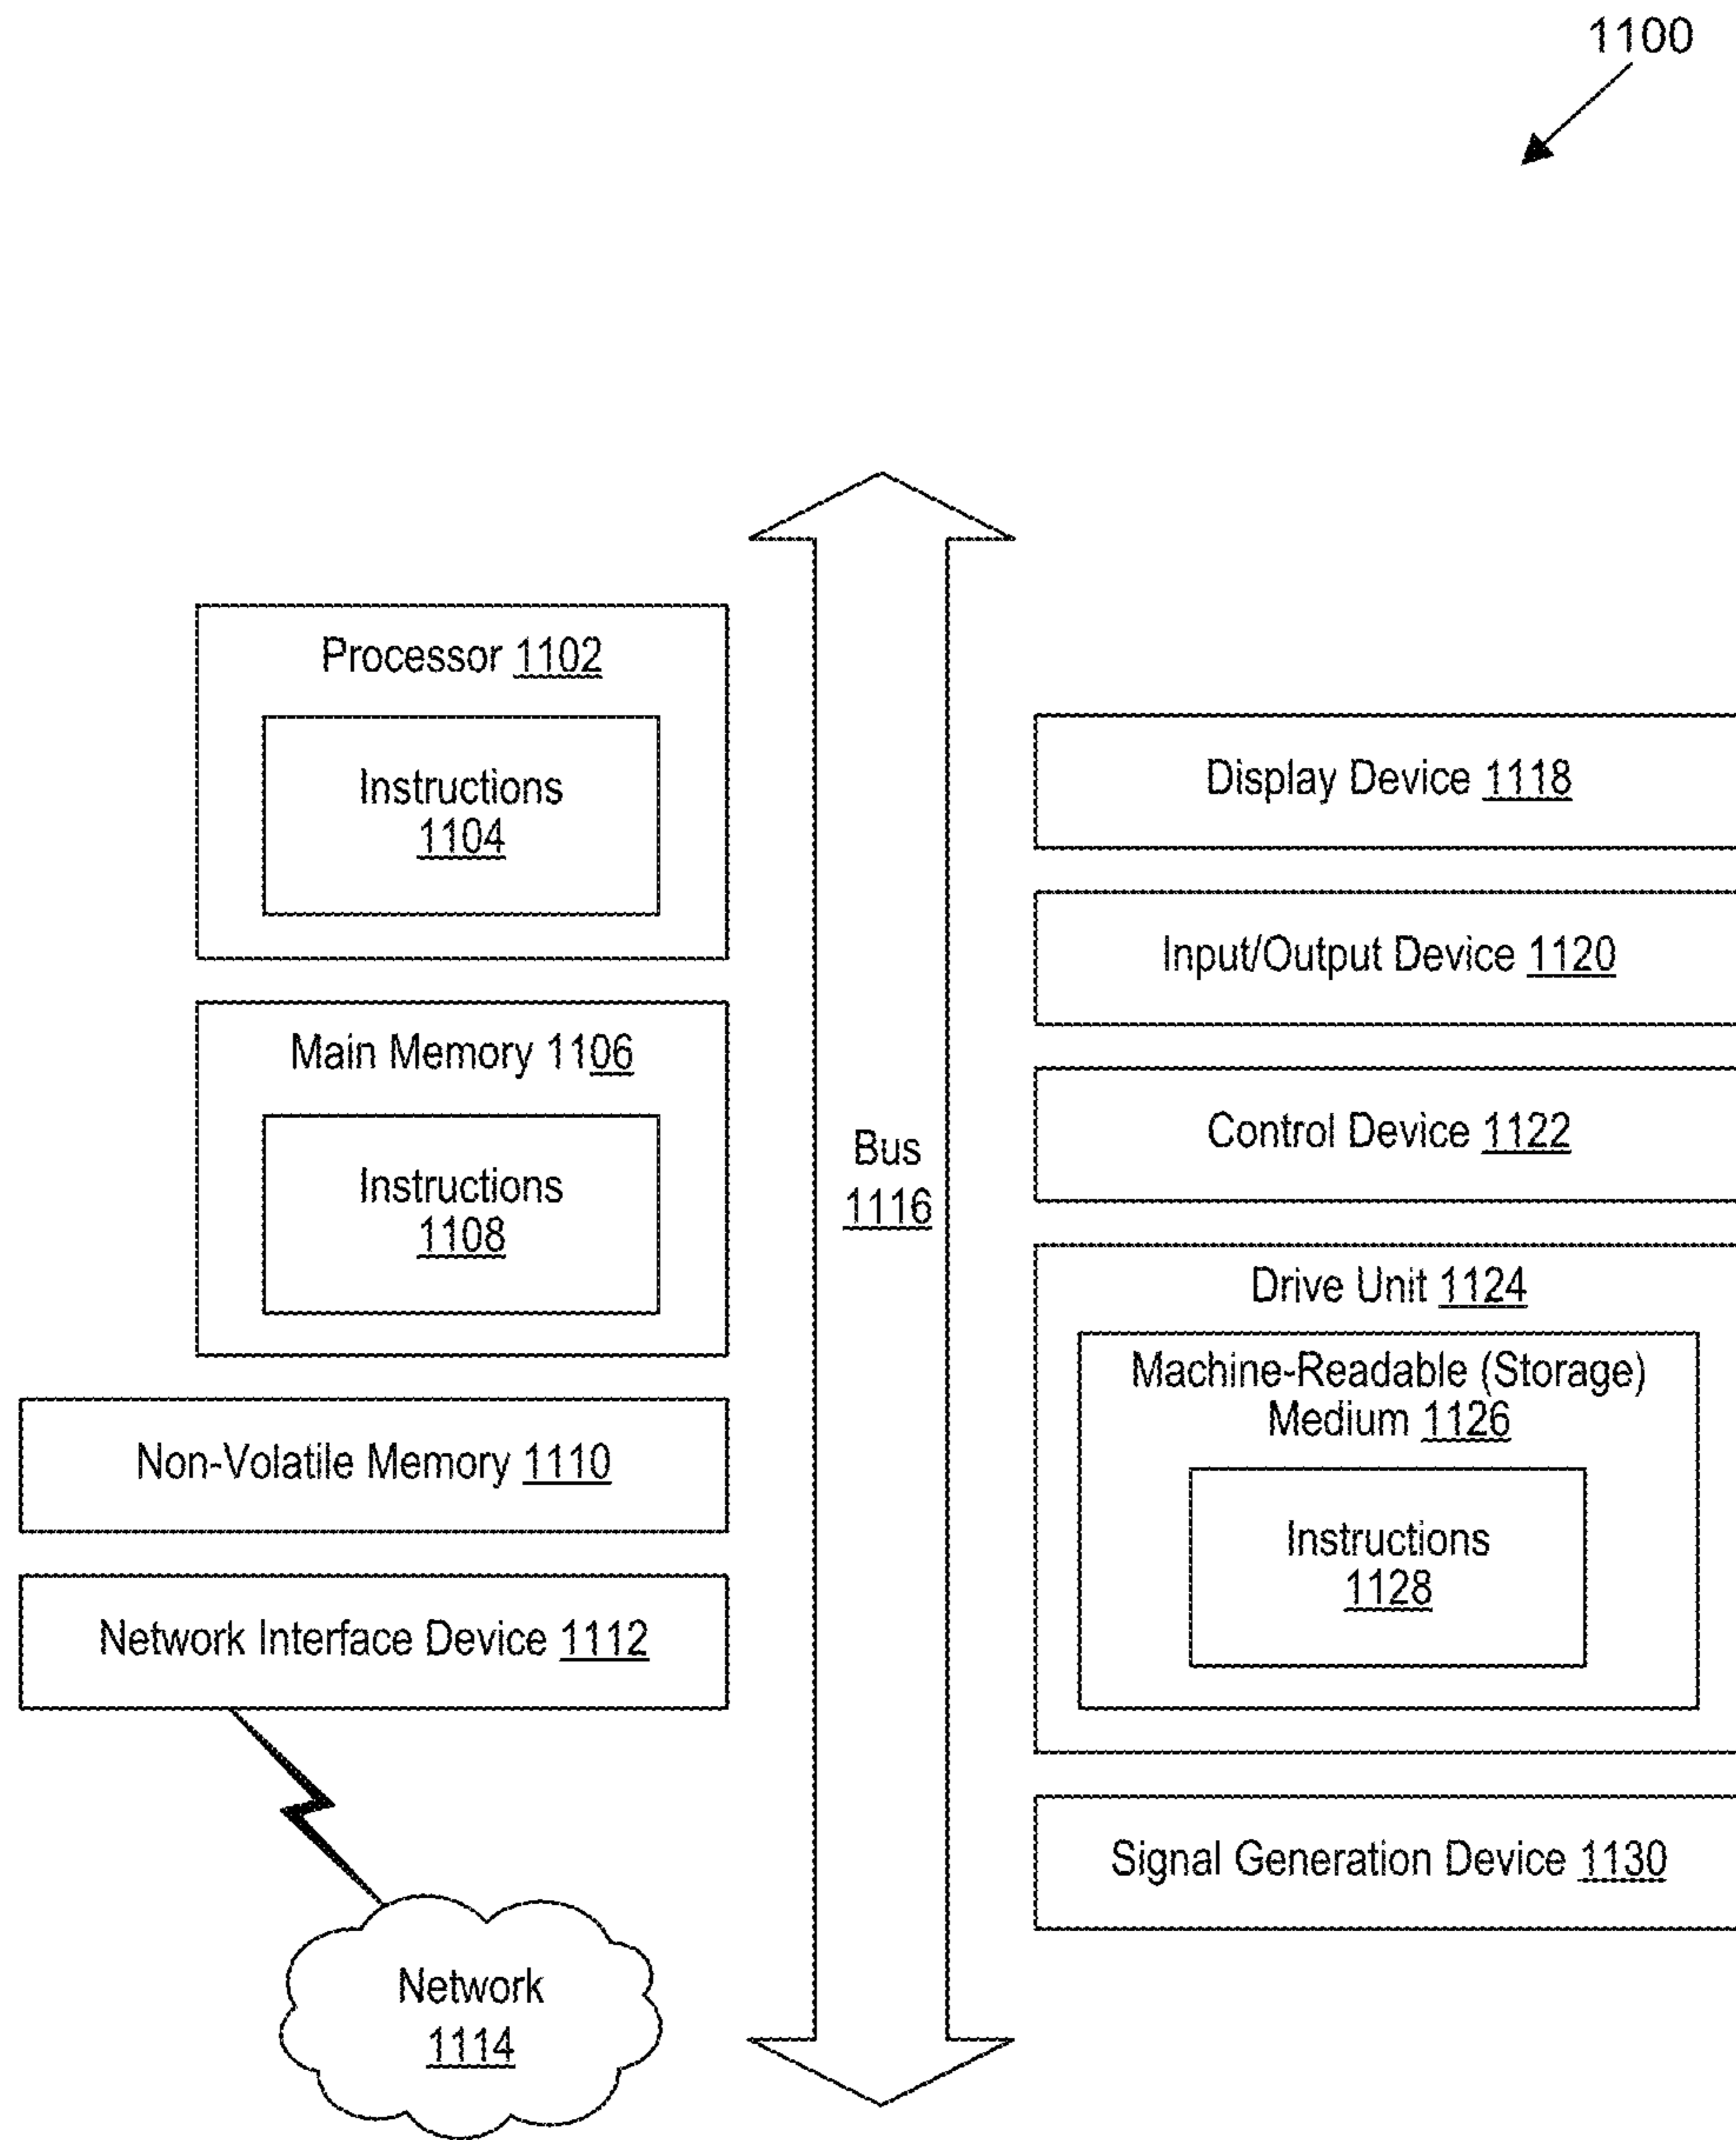 1100
Processor 1102
Instructions
1104
Main Memory 1106
Instructions
1108
Non-Volatile Memory 1110
Network Interface Device 1112
Network
1114
Bus
1116
Display Device 1118
Input/Output Device 1120
Control Device 1122
Drive Unit 1124
Machine-Readable (Storage)
Medium 1126
Instructions
1128
Signal Generation Device 1130